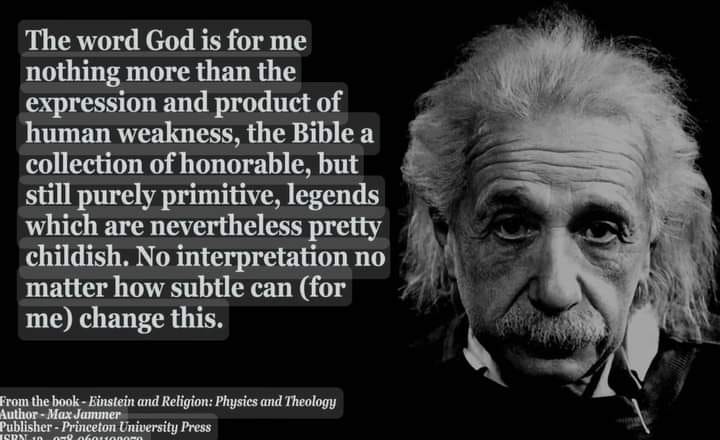 The word God is for me
nothing more than the
expression and product of
human weakness, the Bible a
collection of honorable, but
still purely primitive, legends
which are nevertheless pretty
childish. No interpretation no
matter how subtle can (for
me) change this.
From the book - Einstein and Religion: Physics and Theology
Author - Max Jammer
Publisher - Princeton University Press